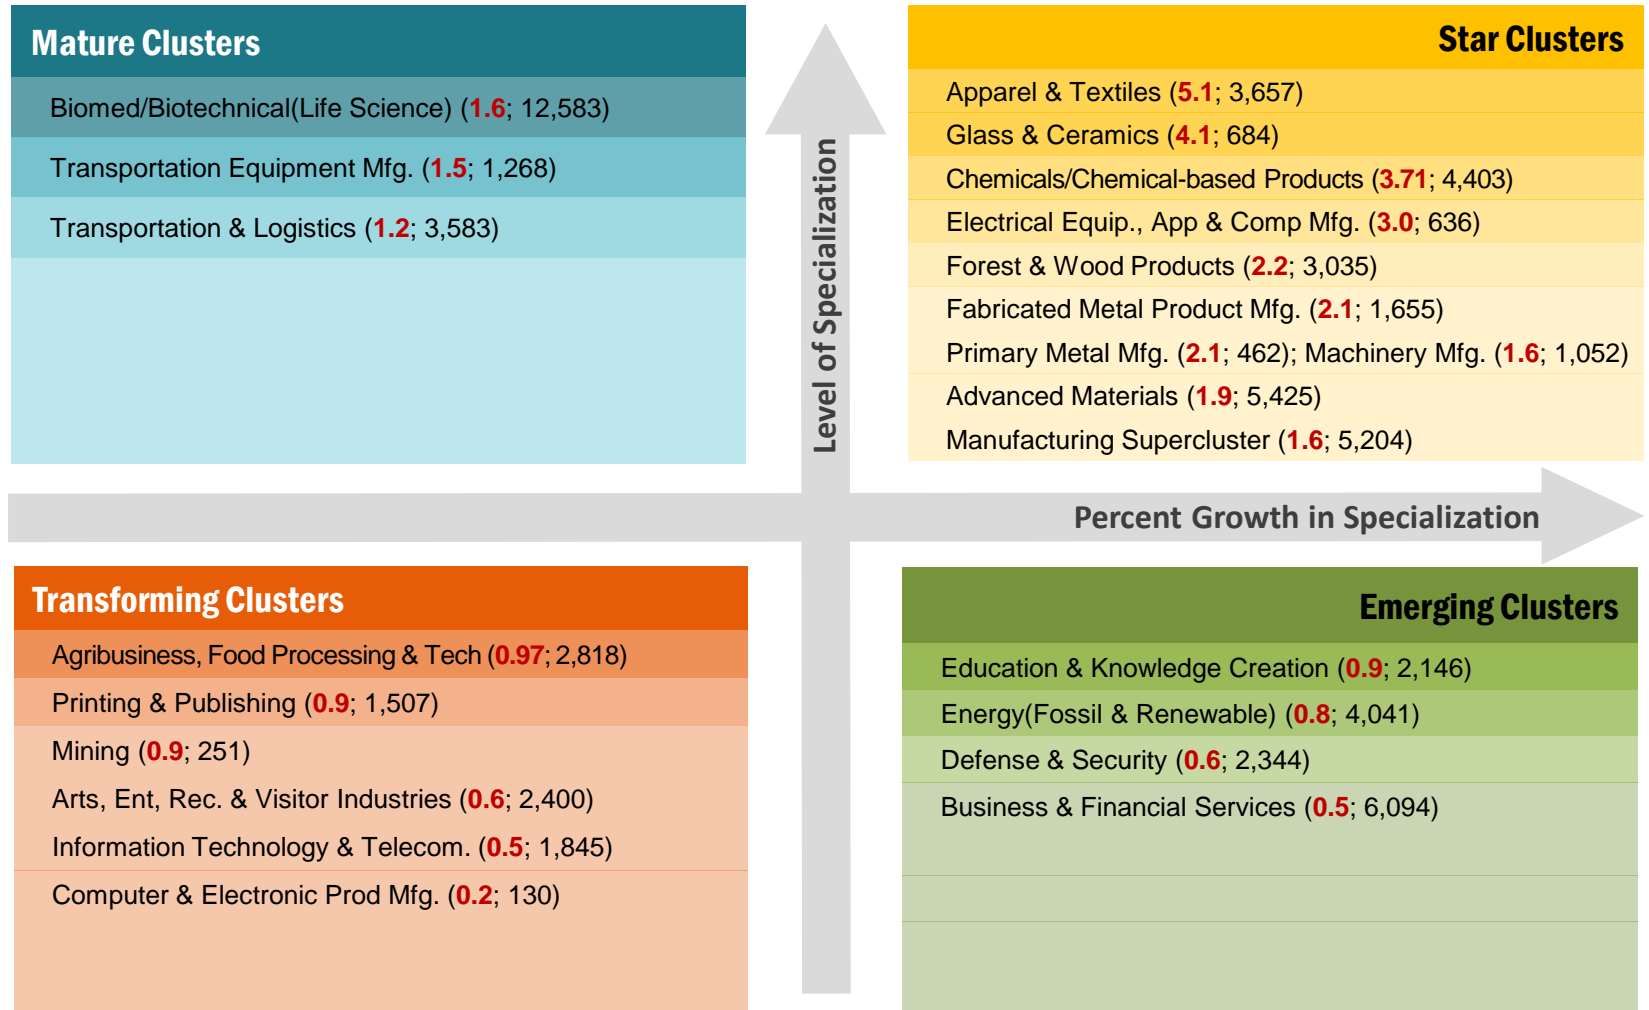 Mature Clusters
Biomed/Biotechnical(Life Science) (1.6; 12,583)
Transportation Equipment Mfg. (1.5; 1,268)
Transportation & Logistics (1.2; 3,583)
Star Clusters
Apparel & Textiles (5.1; 3,657)
Glass & Ceramics (4.1; 684)
Chemicals/Chemical-based Products (3.71; 4,403)
Electrical Equip., App & Comp Mfg. (3.0; 636)
Forest & Wood Products (2.2; 3,035)
Fabricated Metal Product Mfg. (2.1; 1,655)
Primary Metal Mfg. (2.1; 462); Machinery Mfg. (1.6; 1,052)
Advanced Materials (1.9; 5,425)
Manufacturing Supercluster (1.6; 5,204)
Level of Specialization
Percent Growth in Specialization
Transforming Clusters
Agribusiness, Food Processing & Tech (0.97; 2,818)
Printing & Publishing (0.9; 1,507)
Mining (0.9; 251)
Arts, Ent, Rec. & Visitor Industries (0.6; 2,400)
Information Technology & Telecom. (0.5; 1,845)
Computer & Electronic Prod Mfg. (0.2; 130)
Emerging Clusters
Education & Knowledge Creation (0.9; 2,146)
Energy(Fossil & Renewable) (0.8; 4,041)
Defense & Security (0.6; 2,344)
Business & Financial Services (0.5; 6,094)